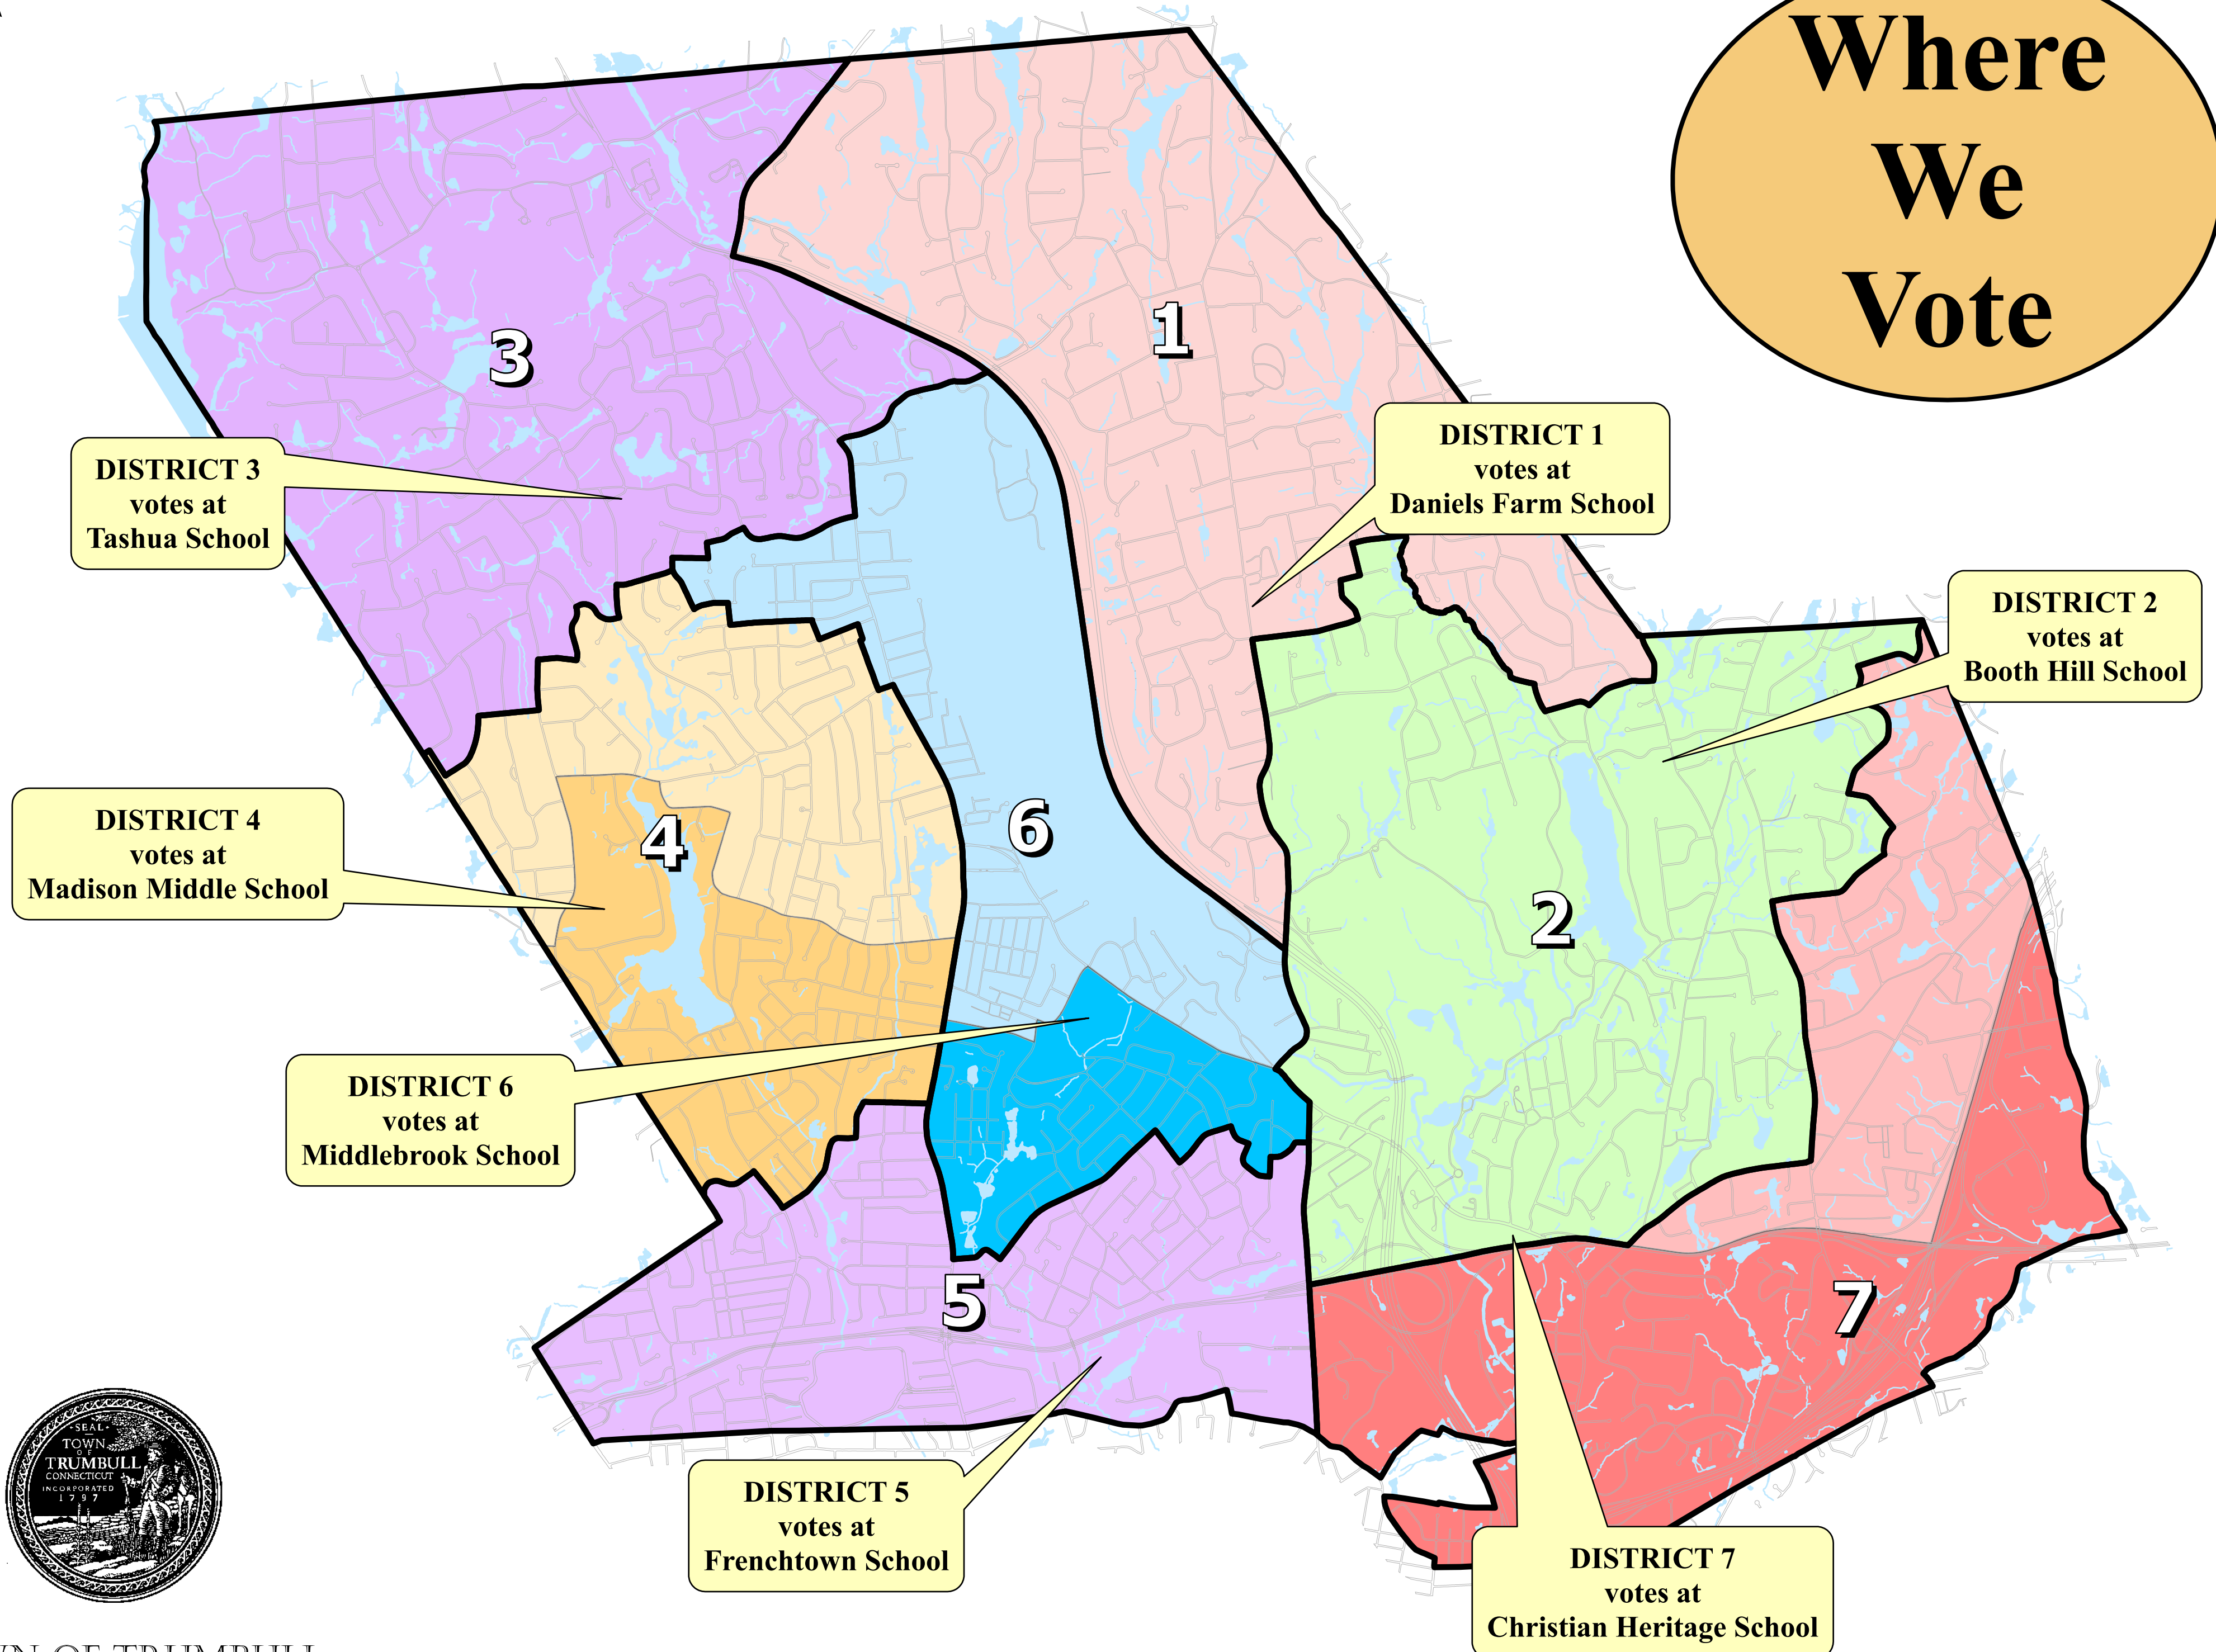 Where
We
Vote
1
3
DISTRICT 1
votes at
Daniels Farm School
DISTRICT 3
votes at
Tashua School
DISTRICT 2
votes at
Booth Hill School
DISTRICT 4
votes at
Madison Middle School
4
6
2
DISTRICT 6
votes at
Middlebrook School
5
7
DISTRICT 5
votes at
Frenchtown School
DISTRICT 7
votes at
Christian Heritage School
SEAL
TOWN
OF
TRUMBULL
CONNECTICUT
INCORPORATED
1797
OF TRUMBULL